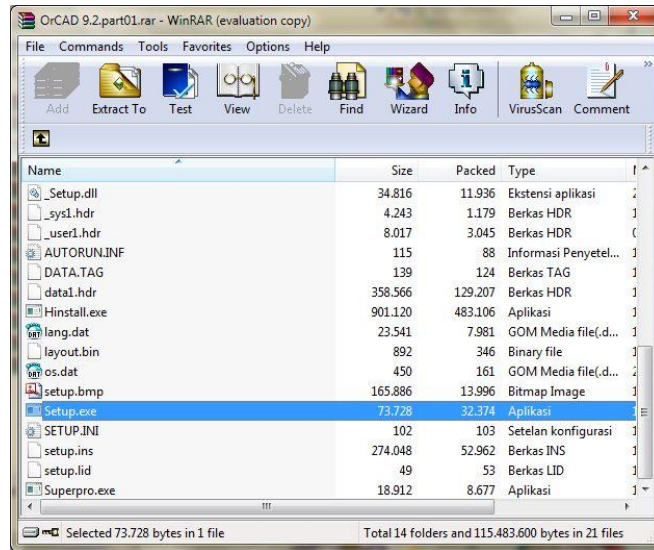 OrCAD 9.2.part01.rar - WinRAR (evaluation copy)
File Commands Tools Favorites Options Help
Add Extract To Test View Delete Find Wizard Info VirusScan Comment
Name Size Packed Type
_Setup.dll 34.816 11.936 Ekstensi aplikasi
_sys1.hdr 4.243 1.179 Berkas HDR
_user1.hdr 8.017 3.045 Berkas HDR
AUTORUN.INF 115 88 Informasi Penyetel...
DATA.TAG 139 124 Berkas TAG
data1.hdr 358.566 129.207 Berkas HDR
Hinstall.exe 901.120 483.106 Aplikasi
lang.dat 23.541 7.981 GOM Media file(.d...
layout.bin 892 346 Binary file
os.dat 450 161 GOM Media file(.d...
setup.bmp 165.886 13.996 Bitmap Image
Setup.exe 73.728 32.374 Aplikasi
SETUP.INI 102 103 Setelan konfigurasi
setup.ins 274.048 52.962 Berkas INS
setup.lid 49 53 Berkas LID
Superpro.exe 18.912 8.677 Aplikasi
Selected 73.728 bytes in 1 file Total 14 folders and 115.483.600 bytes in 21 files